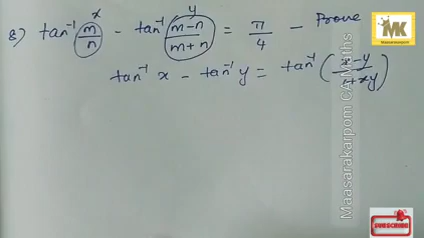 x y
8) tan⁻¹ (m/n) - tan⁻¹ (m-n / m+n) = π/4 - Prove
tan⁻¹ x - tan⁻¹ y = tan⁻¹ (x-y / 1+xy)
MK
Maasarakarpom
Maasarakarpom CA Maths
SUBSCRIBE